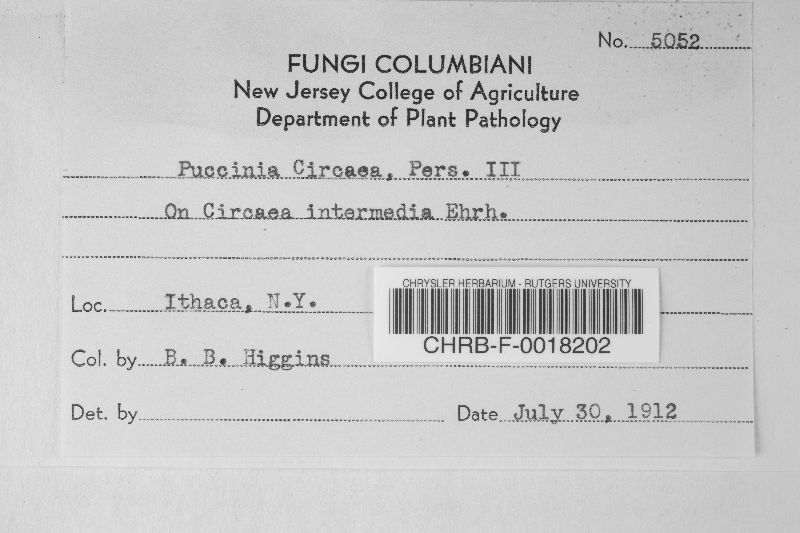 No. 5052
FUNGI COLUMBIANI
New Jersey College of Agriculture
Department of Plant Pathology
Puccinia Circaea, Pers. III
On Circaea intermedia Ehrh.
CHRYSLER HERBARIUM - RUTGERS UNIVERSITY
Loc. Ithaca, N.Y.
CHRB-F-0018202
Col. by B. B. Higgins
Det. by
Date July 30, 1912